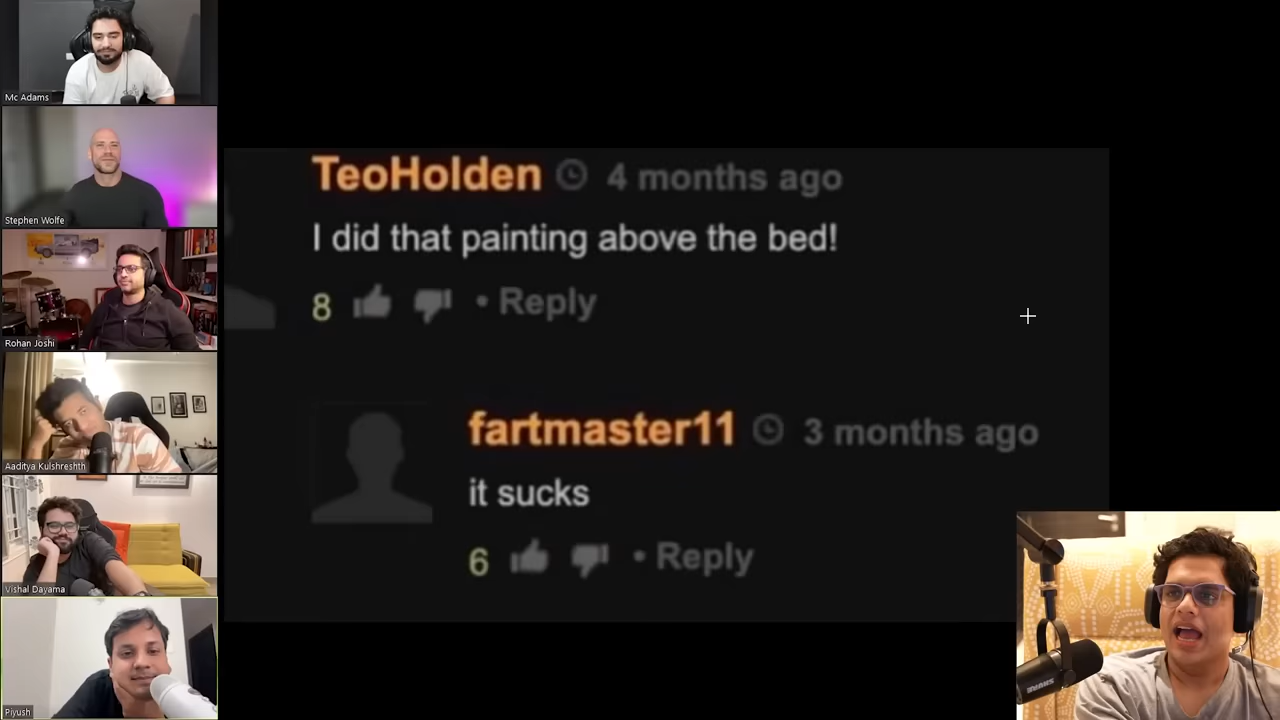 Mc Adams
Stephen Wolfe
Rohan Joshi
Aaditya Kulshreshth
Vishal Dayama
Piyush
TeoHolden 4 months ago
I did that painting above the bed!
8 • Reply
fartmaster11 3 months ago
it sucks
6 • Reply